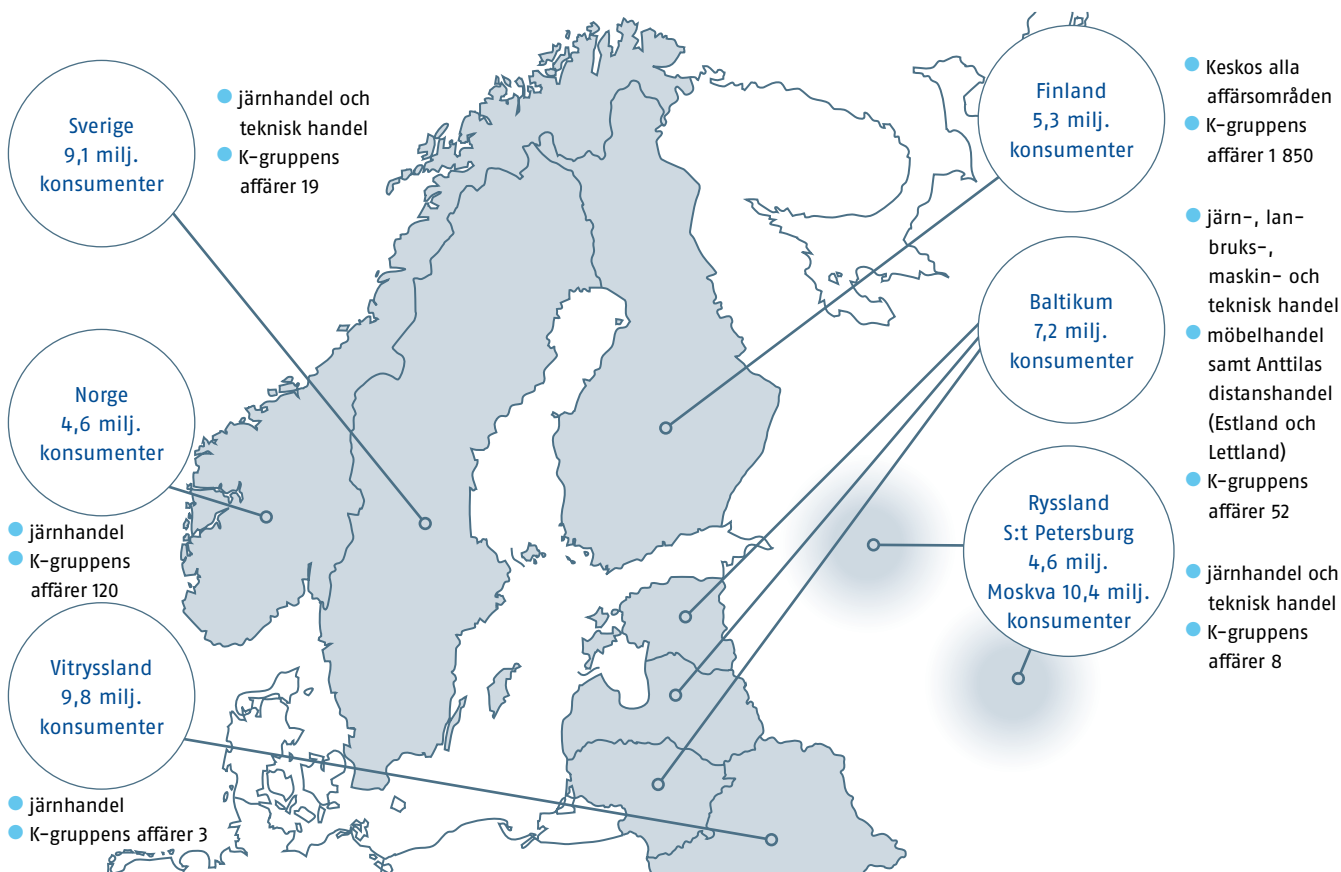 Sverige
9,1 milj.
konsumenter
järnhandel och
teknisk handel
K-gruppens
affärer 19
Norge
4,6 milj.
konsumenter
järnhandel
K-gruppens
affärer 120
Vitryssland
9,8 milj.
konsumenter
järnhandel
K-gruppens affärer 3
Finland
5,3 milj.
konsumenter
Keskos alla
affärsområden
K-gruppens
affärer 1 850
Baltikum
7,2 milj.
konsumenter
järn-, lan-
bruks-,
maskin- och
teknisk handel
möbelhandel
samt Anttilas
distanshandel
(Estland och
Lettland)
K-gruppens
affärer 52
Ryssland
S:t Petersburg
4,6 milj.
Moskva 10,4 milj.
konsumenter
järnhandel och
teknisk handel
K-gruppens
affärer 8